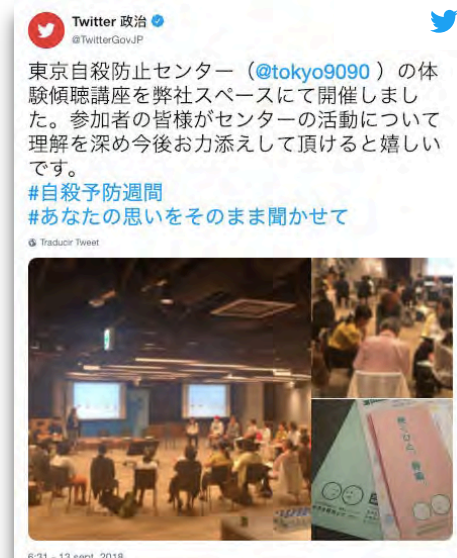 Twitter 政治
@TwitterGovJP
東京自殺防止センター（@tokyo9090 ）の体
験傾聴講座を弊社スペースにて開催しまし
た。参加者の皆様がセンターの活動について
理解を深め今後お力添えして頂けると嬉しい
です。
#自殺予防週間
#あなたの思いをそのまま聞かせて
Traducir Tweet
6:31 - 13 sept. 2018